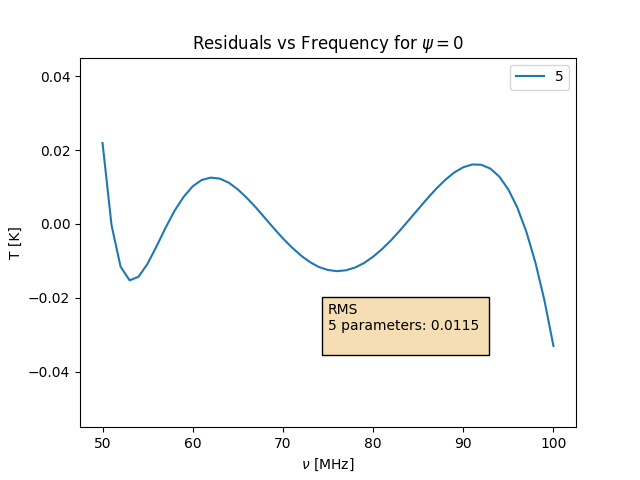 Residuals vs Frequency for ψ = 0
5
0.04
0.02
0.00
−0.02
−0.04
T [K]
RMS
5 parameters: 0.0115
50
60
70
80
90
100
ν [MHz]